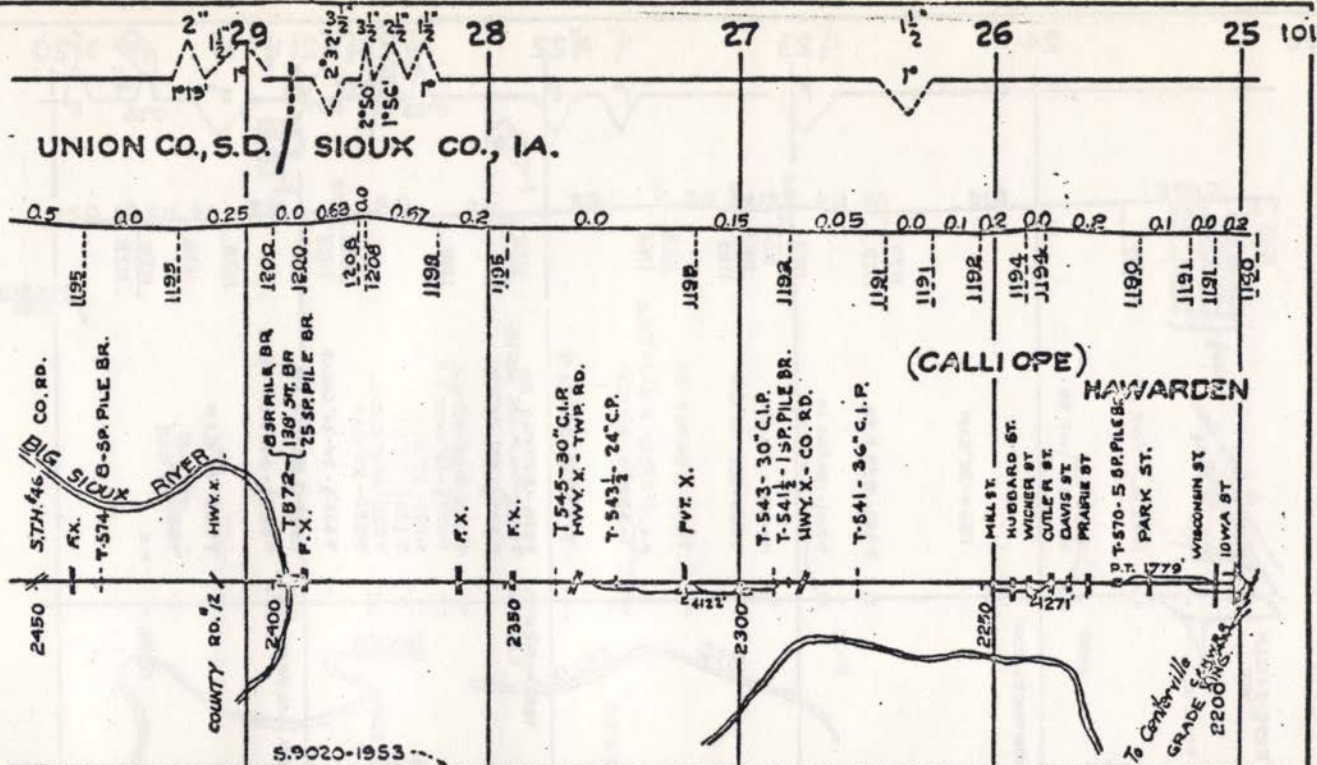 2" 1½" 29 1° 2°32' 3½" 3½" 2½" 1½" 28 27 1½" 26 25 101
1°19' 2°50' 1°56' 1° 1°
UNION CO., S.D. SIOUX CO., IA.
0.5 0.0 0.25 0.0 0.63 0.0 0.67 0.2 0.0 0.15 0.05 0.0 0.1 0.2 0.0 0.2 0.1 0.0 0.2
1195 1195 1200 1200 1208 1208 1198 1195 1195 1192 1191 1191 1192 1194 1194 1190 1191 1191 1190
(CALLIOPE)
HAWARDEN
S.T.H. #46 CO. RD.
BIG SIOUX RIVER
F.X.
T-574 8-SP. PILE BR.
HWY. X.
COUNTY RD. #12
T 572
8 SP. PILE BR.
138' SPT. BR
25 SP. PILE BR
F.X.
F.X.
F.X.
T 545-30" C.I.P.
HWY. X. - TWP. RD.
T-543½-24" C.P.
PVT. X.
T-543-30" C.I.P.
T-541½-1 SP. PILE BR.
HWY. X.-CO. RD.
T-541-36" C.I.P.
MILL ST.
HUBBARD ST.
WICHER ST
CUTLER ST.
DAVIS ST.
PRAIRIE ST
T-570-5 SP. PILE B
PARK ST.
WISCONSIN ST.
IOWA ST
P.T. 1779'
4122'
4271'
2450 2400 2350 2300 2250 2200
To Centerville
GRADE
S.9020-1953